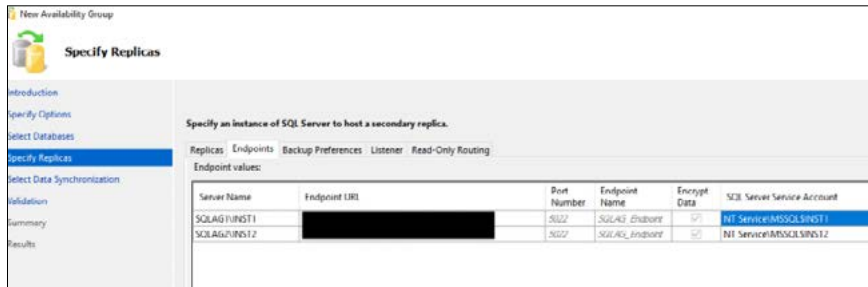 New Availability Group
Specify Replicas
Introduction
Specify Options
Select Databases
Specify Replicas
Select Data Synchronization
Validation
Summary
Results
Specify an instance of SQL Server to host a secondary replica.
Replicas Endpoints Backup Preferences Listener Read-Only Routing
Endpoint values:
Server Name Endpoint URL Port Number Endpoint Name Encrypt Data SQL Server Service Account
SQLAG1\INST1 5022 SQLAG_Endpoint NT Service\MSSQL$INST1
SQLAG2\INST2 5022 SQLAG_Endpoint NT Service\MSSQL$INST2